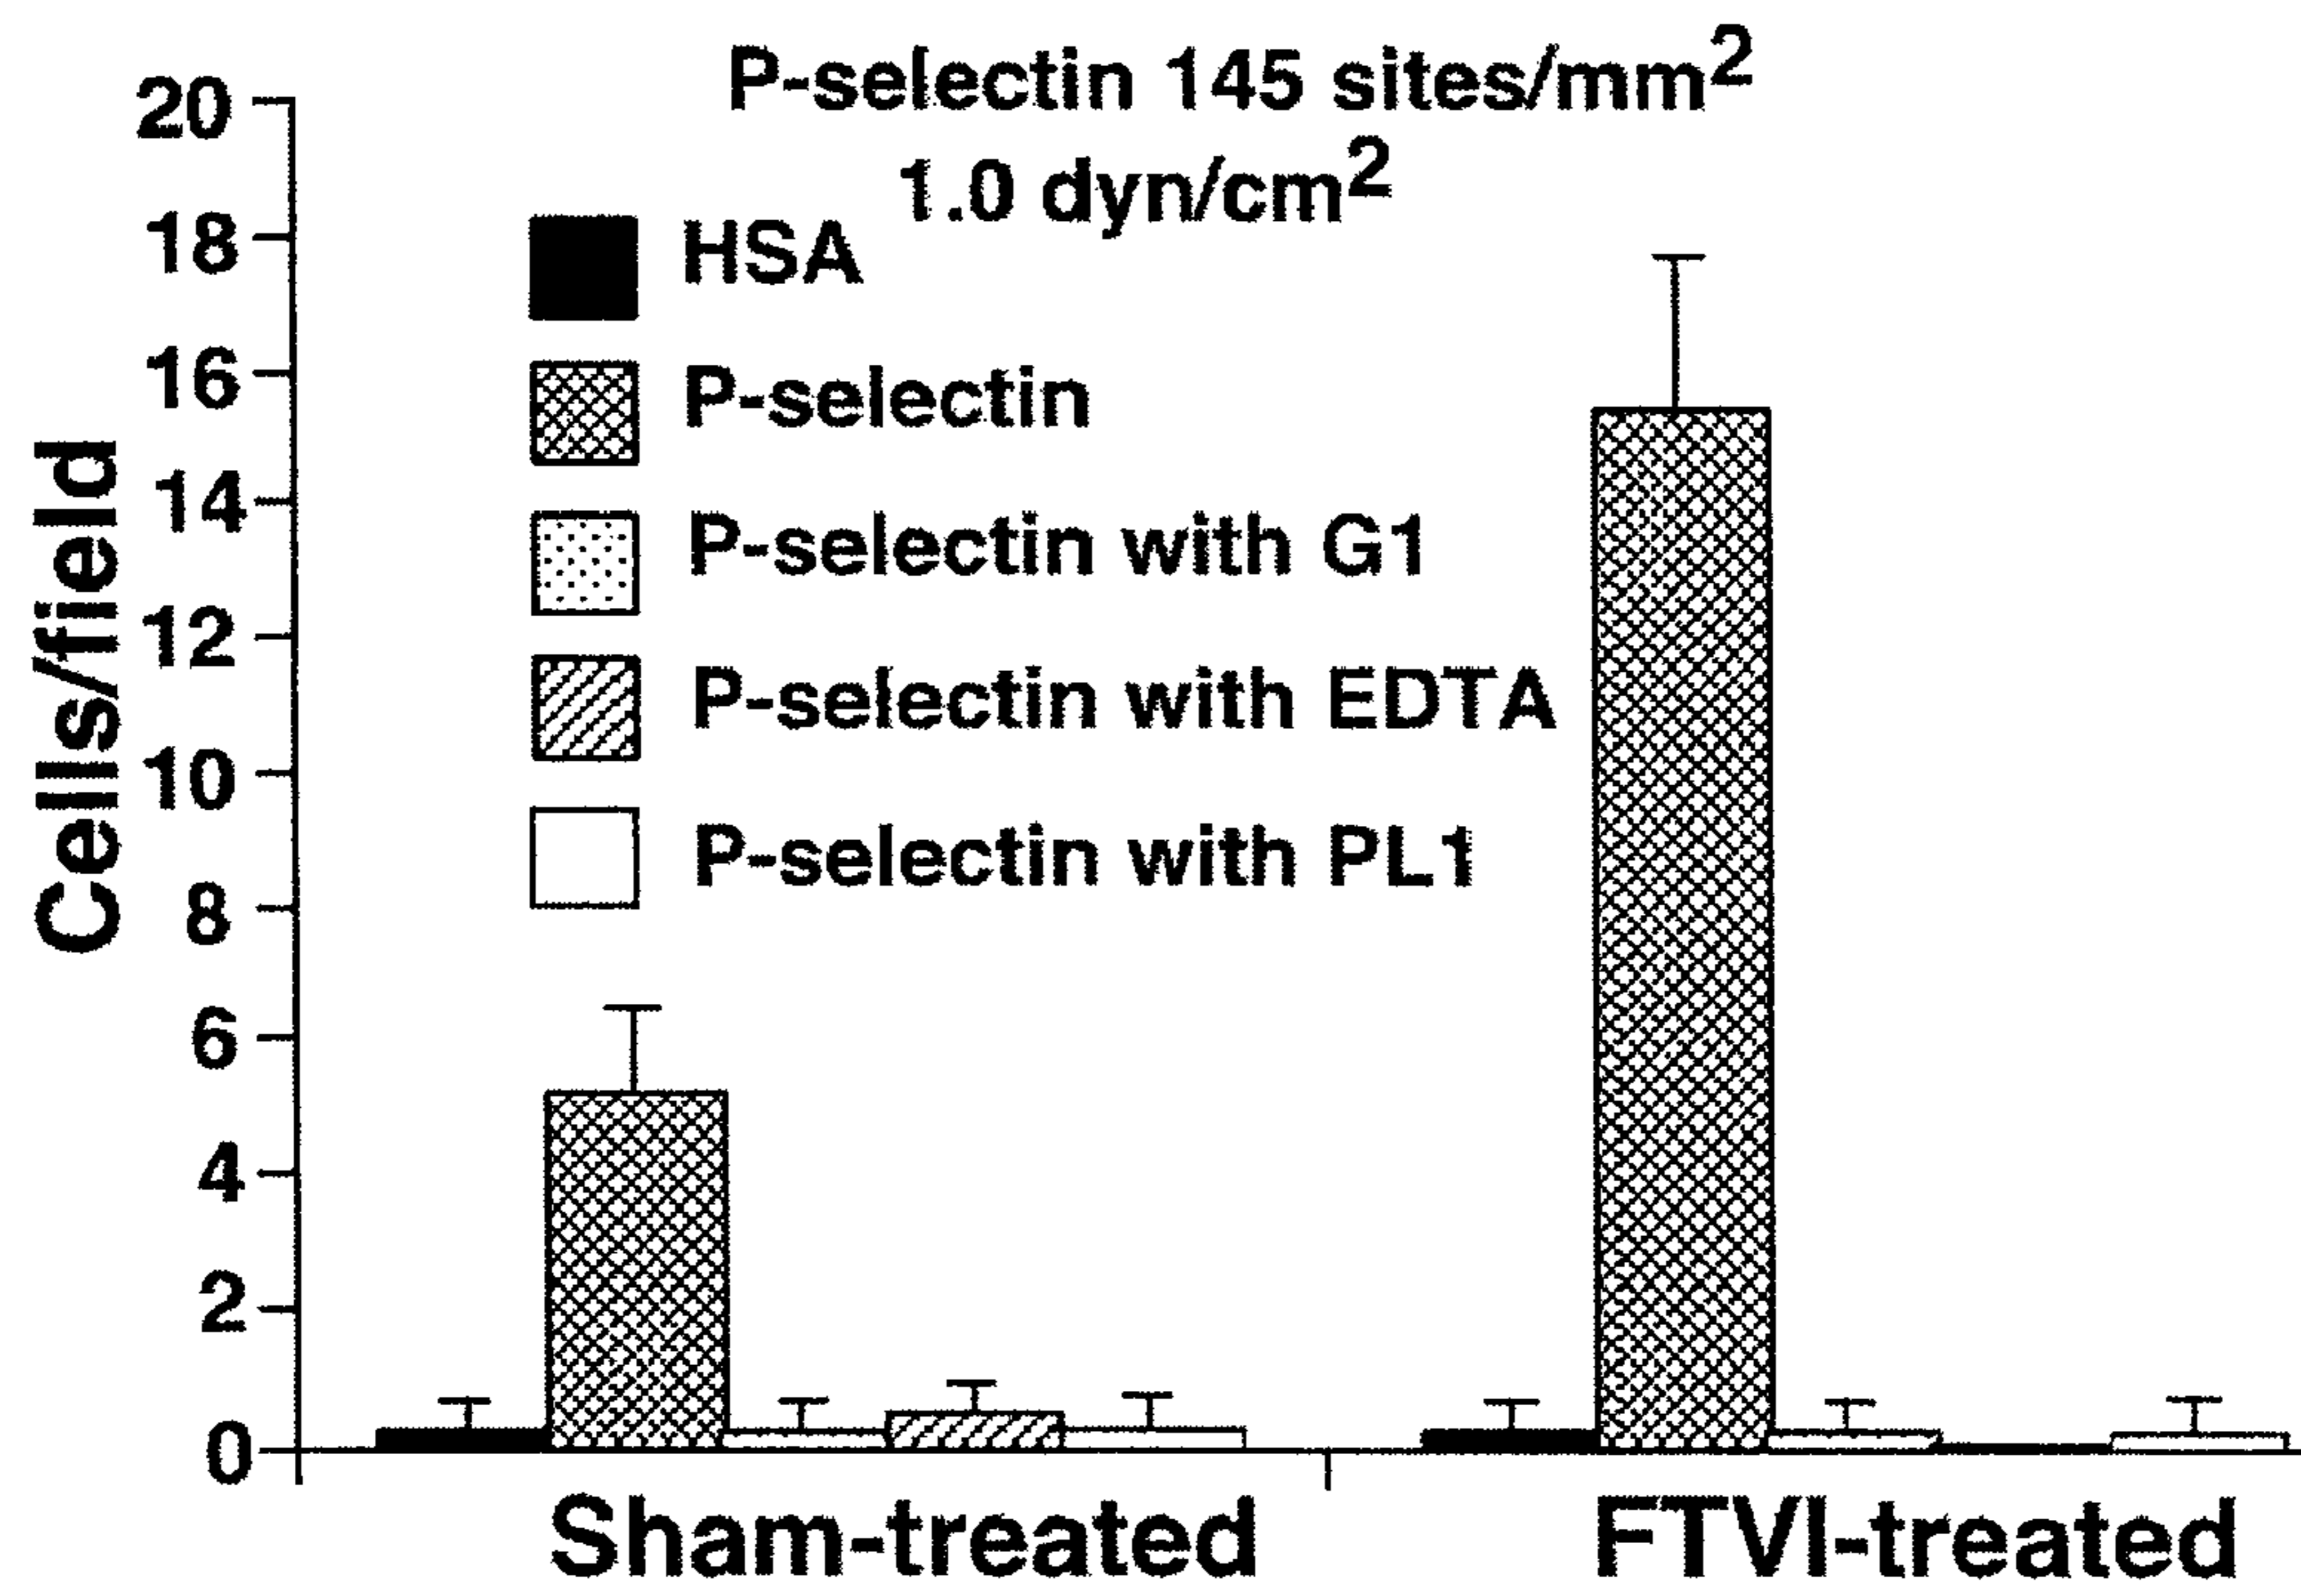 P-selectin 145 sites/mm²
1.0 dyn/cm²
HSA
P-selectin
P-selectin with G1
P-selectin with EDTA
P-selectin with PL1
Cells/field
20
18
16
14
12
10
8
6
4
2
0
Sham-treated
FTVI-treated